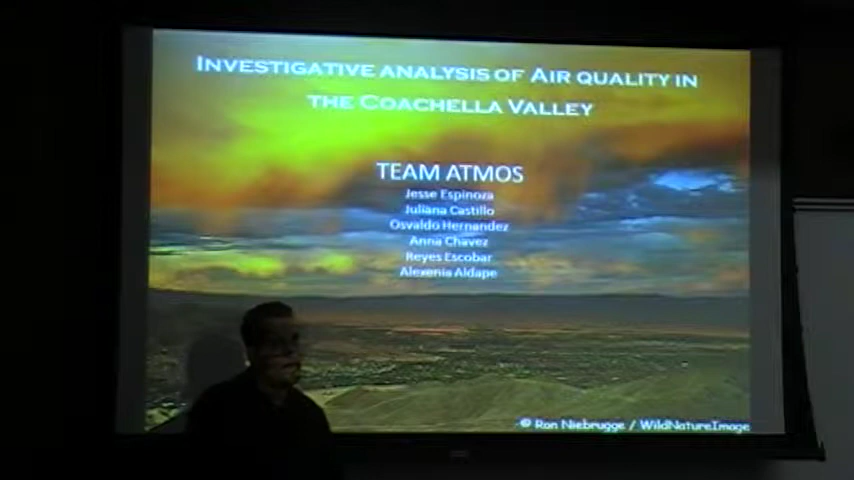 INVESTIGATIVE ANALYSIS OF AIR QUALITY IN
THE COACHELLA VALLEY
TEAM ATMOS
Jesse Espinoza
Juliana Castillo
Osvaldo Hernandez
Anna Chavez
Reyes Escobar
Alexenia Aldape
© Ron Niebrugge / WildNatureImage